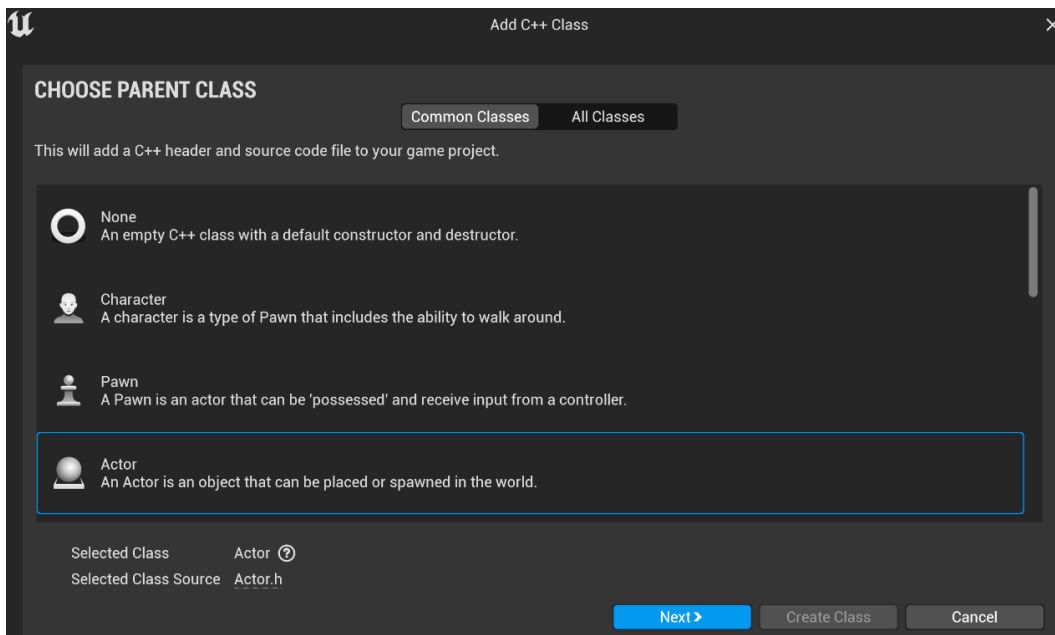 Add C++ Class
CHOOSE PARENT CLASS
Common Classes
All Classes
This will add a C++ header and source code file to your game project.
None
An empty C++ class with a default constructor and destructor.
Character
A character is a type of Pawn that includes the ability to walk around.
Pawn
A Pawn is an actor that can be 'possessed' and receive input from a controller.
Actor
An Actor is an object that can be placed or spawned in the world.
Selected Class Actor
Selected Class Source Actor.h
Next
Create Class
Cancel